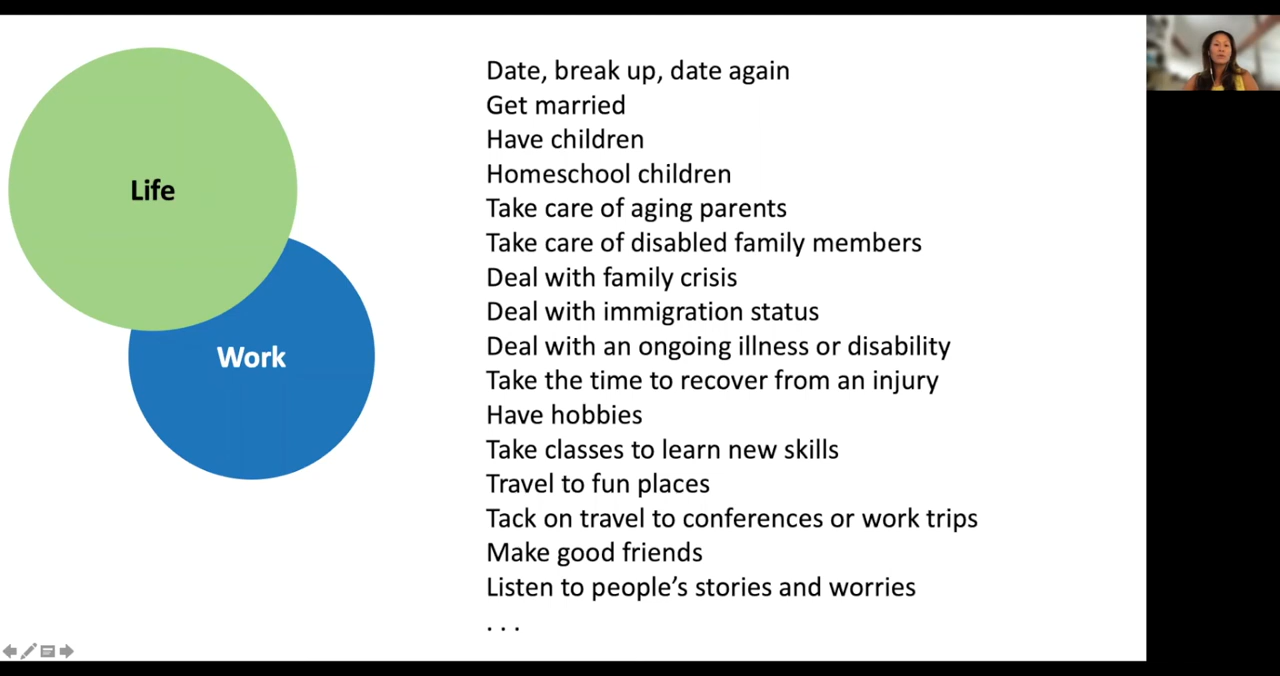 Life
Work
Date, break up, date again
Get married
Have children
Homeschool children
Take care of aging parents
Take care of disabled family members
Deal with family crisis
Deal with immigration status
Deal with an ongoing illness or disability
Take the time to recover from an injury
Have hobbies
Take classes to learn new skills
Travel to fun places
Tack on travel to conferences or work trips
Make good friends
Listen to people’s stories and worries
. . .